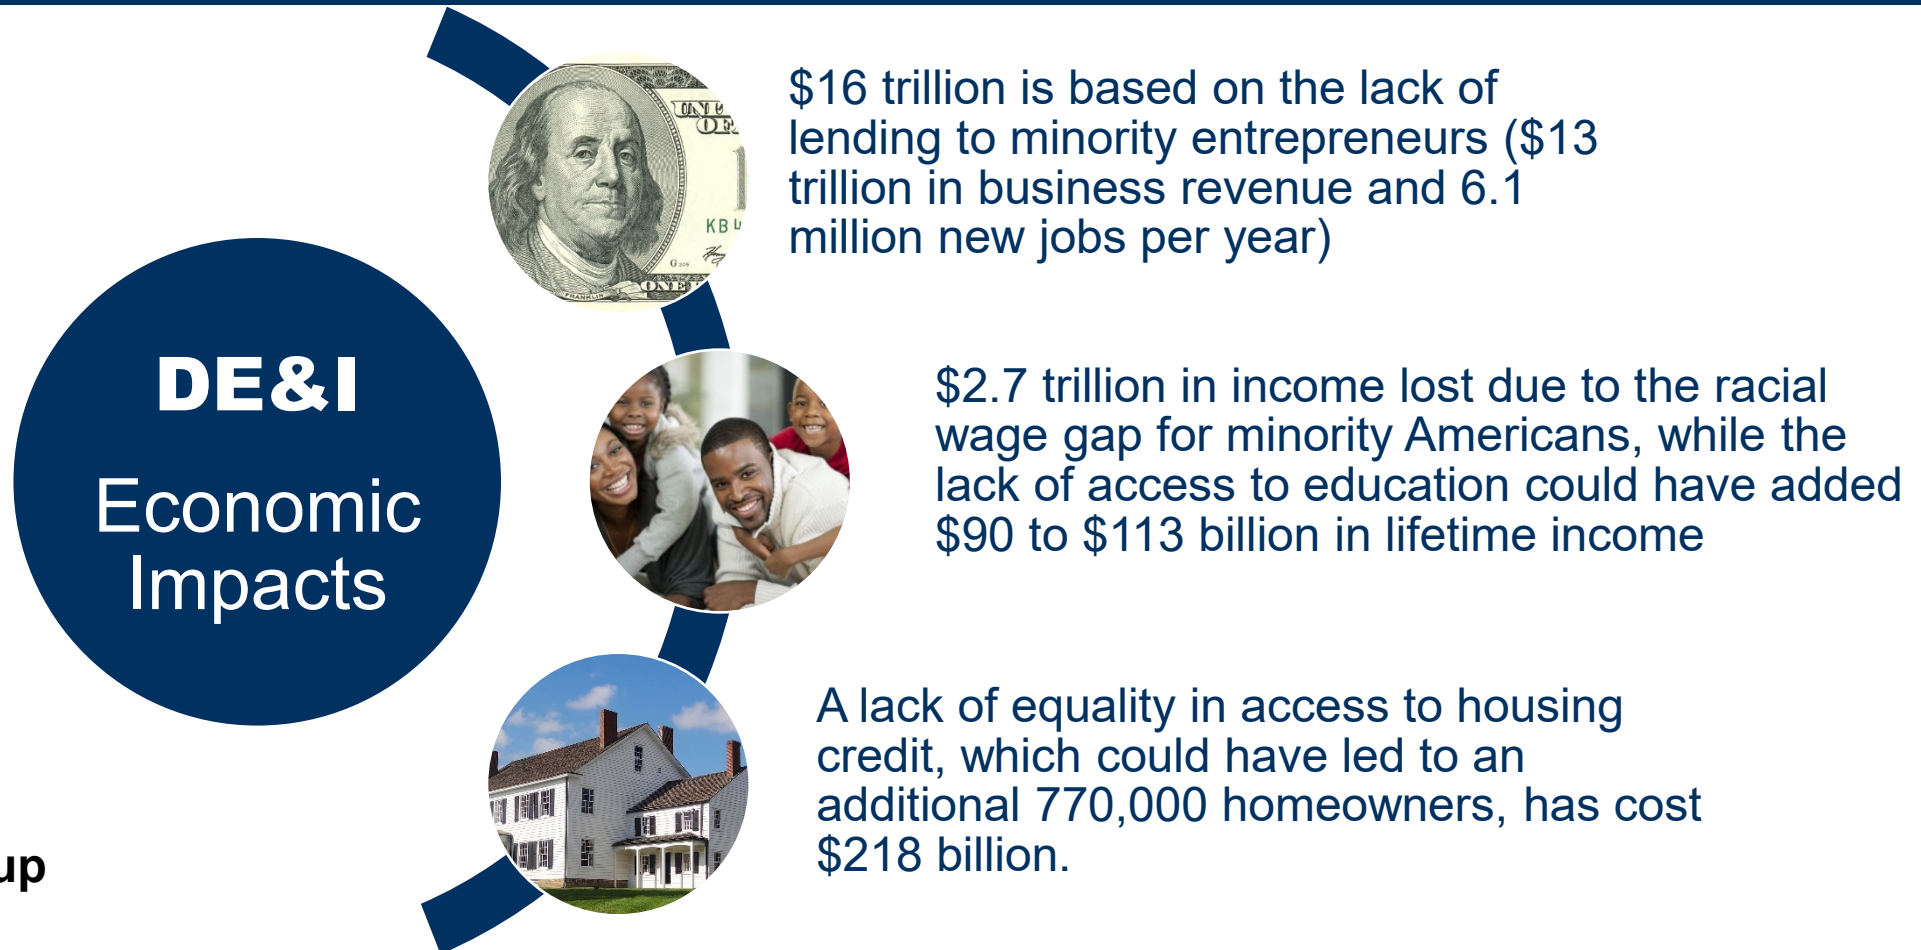 DE&I
Economic
Impacts
$16 trillion is based on the lack of
lending to minority entrepreneurs ($13
trillion in business revenue and 6.1
million new jobs per year)
$2.7 trillion in income lost due to the racial
wage gap for minority Americans, while the
lack of access to education could have added
$90 to $113 billion in lifetime income
A lack of equality in access to housing
credit, which could have led to an
additional 770,000 homeowners, has cost
$218 billion.
up
FRANKLIN
KB